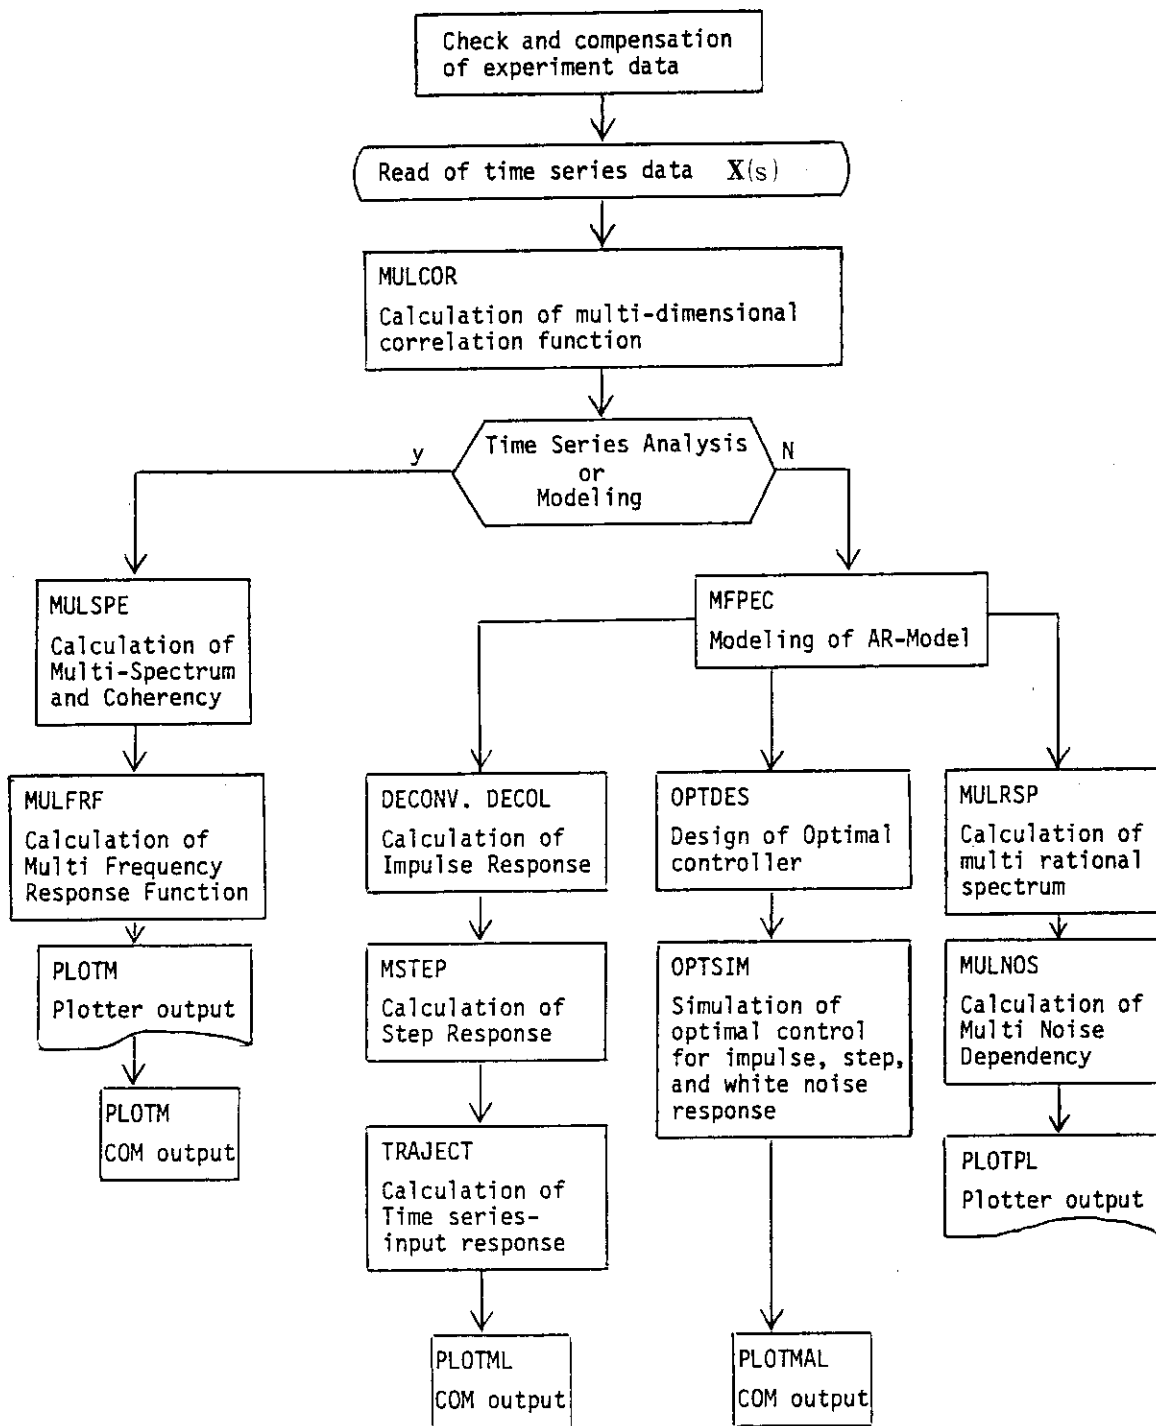 Check and compensation
of experiment data
Read of time series data X(s)
MULCOR
Calculation of multi-dimensional
correlation function
Time Series Analysis
or
Modeling
y
N
MULSPE
Calculation of
Multi-Spectrum
and Coherency
MULFRF
Calculation of
Multi Frequency
Response Function
PLOTM
Plotter output
PLOTM
COM output
MFPEC
Modeling of AR-Model
DECONV. DECOL
Calculation of
Impulse Response
MSTEP
Calculation of
Step Response
TRAJECT
Calculation of
Time series-
input response
PLOTML
COM output
OPTDES
Design of Optimal
controller
OPTSIM
Simulation of
optimal control
for impulse, step,
and white noise
response
PLOTMAL
COM output
MULRSP
Calculation of
multi rational
spectrum
MULNOS
Calculation of
Multi Noise
Dependency
PLOTPL
Plotter output